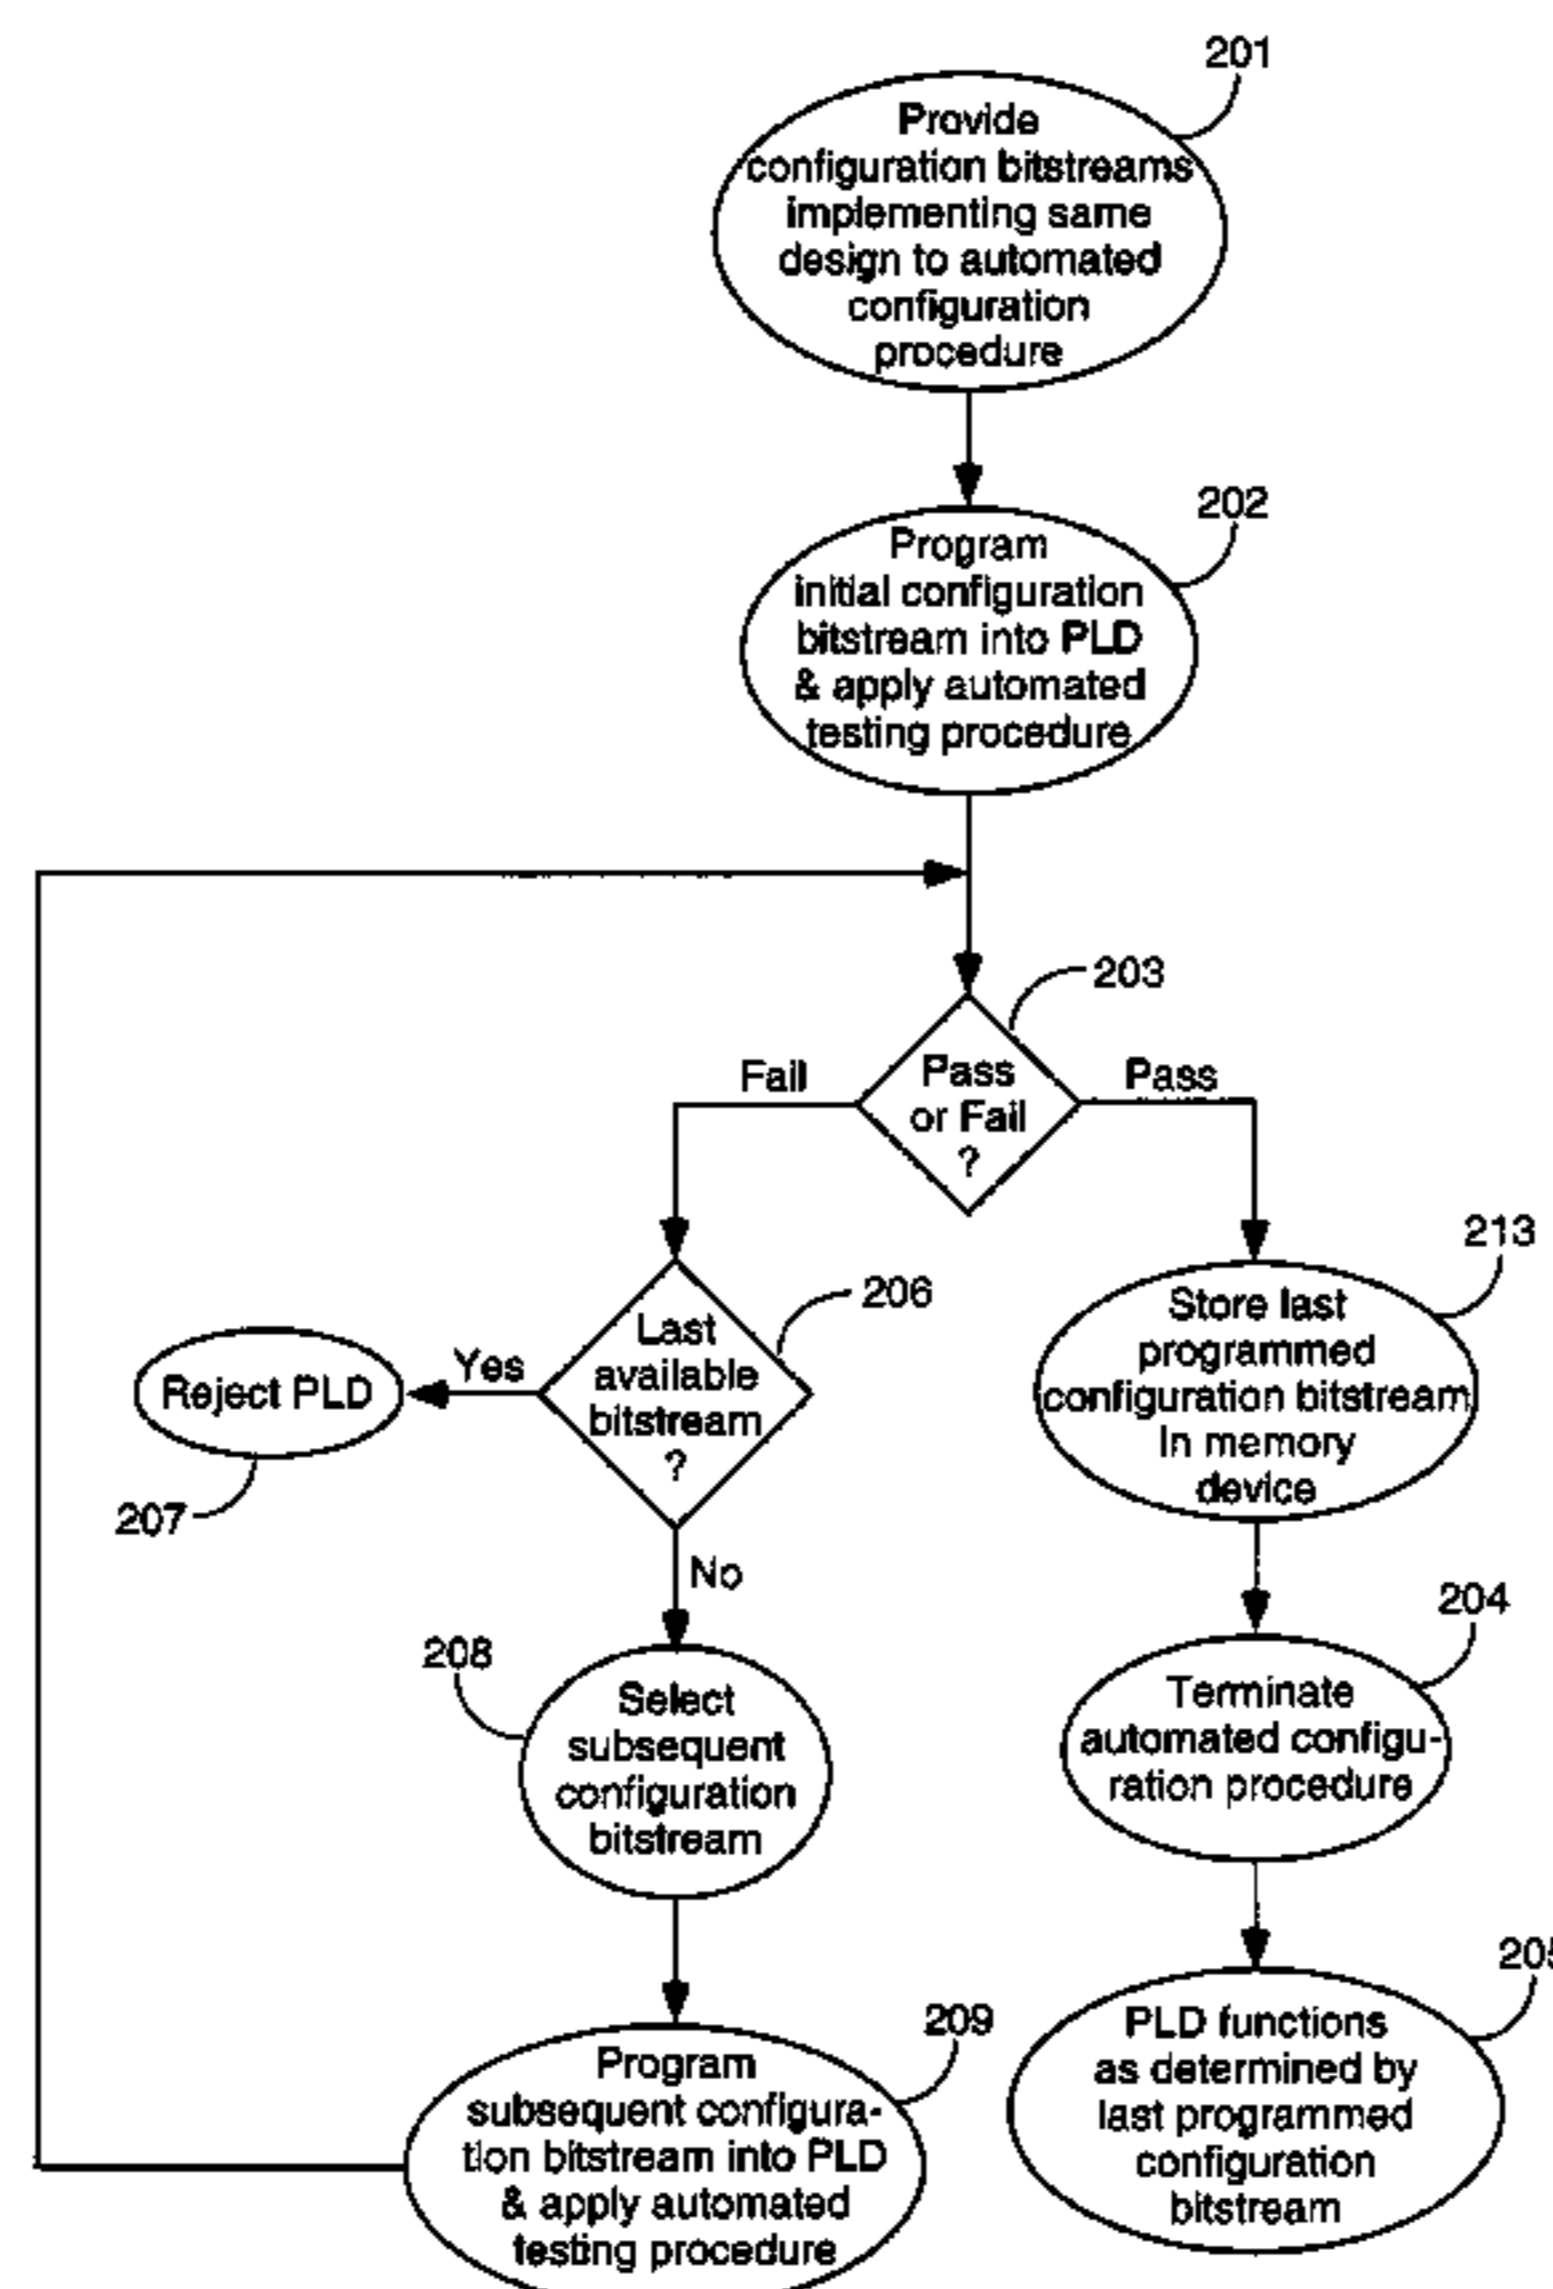 201
Provide
configuration bitstreams
implementing same
design to automated
configuration
procedure
202
Program
initial configuration
bitstream into PLD
& apply automated
testing procedure
203
Pass
or Fail
?
Fail
Pass
213
Store last
programmed
configuration bitstream
In memory
device
206
Last
available
bitstream
?
Yes
Reject PLD
207
No
204
Terminate
automated configu-
ration procedure
208
Select
subsequent
configuration
bitstream
205
PLD functions
as determined by
last programmed
configuration
bitstream
209
Program
subsequent configura-
tion bitstream into PLD
& apply automated
testing procedure